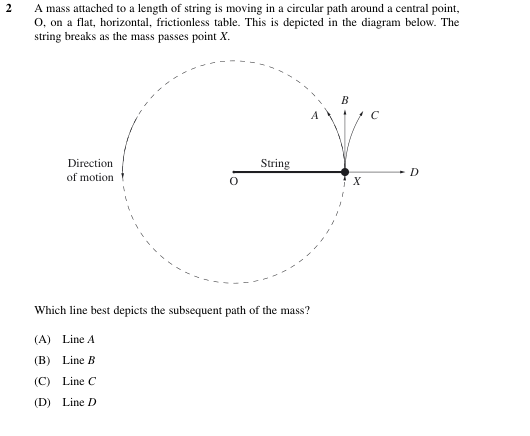 2 A mass attached to a length of string is moving in a circular path around a central point,
O, on a flat, horizontal, frictionless table. This is depicted in the diagram below. The
string breaks as the mass passes point X.
B
A
C
Direction
of motion
String
D
O
X
Which line best depicts the subsequent path of the mass?
(A) Line A
(B) Line B
(C) Line C
(D) Line D